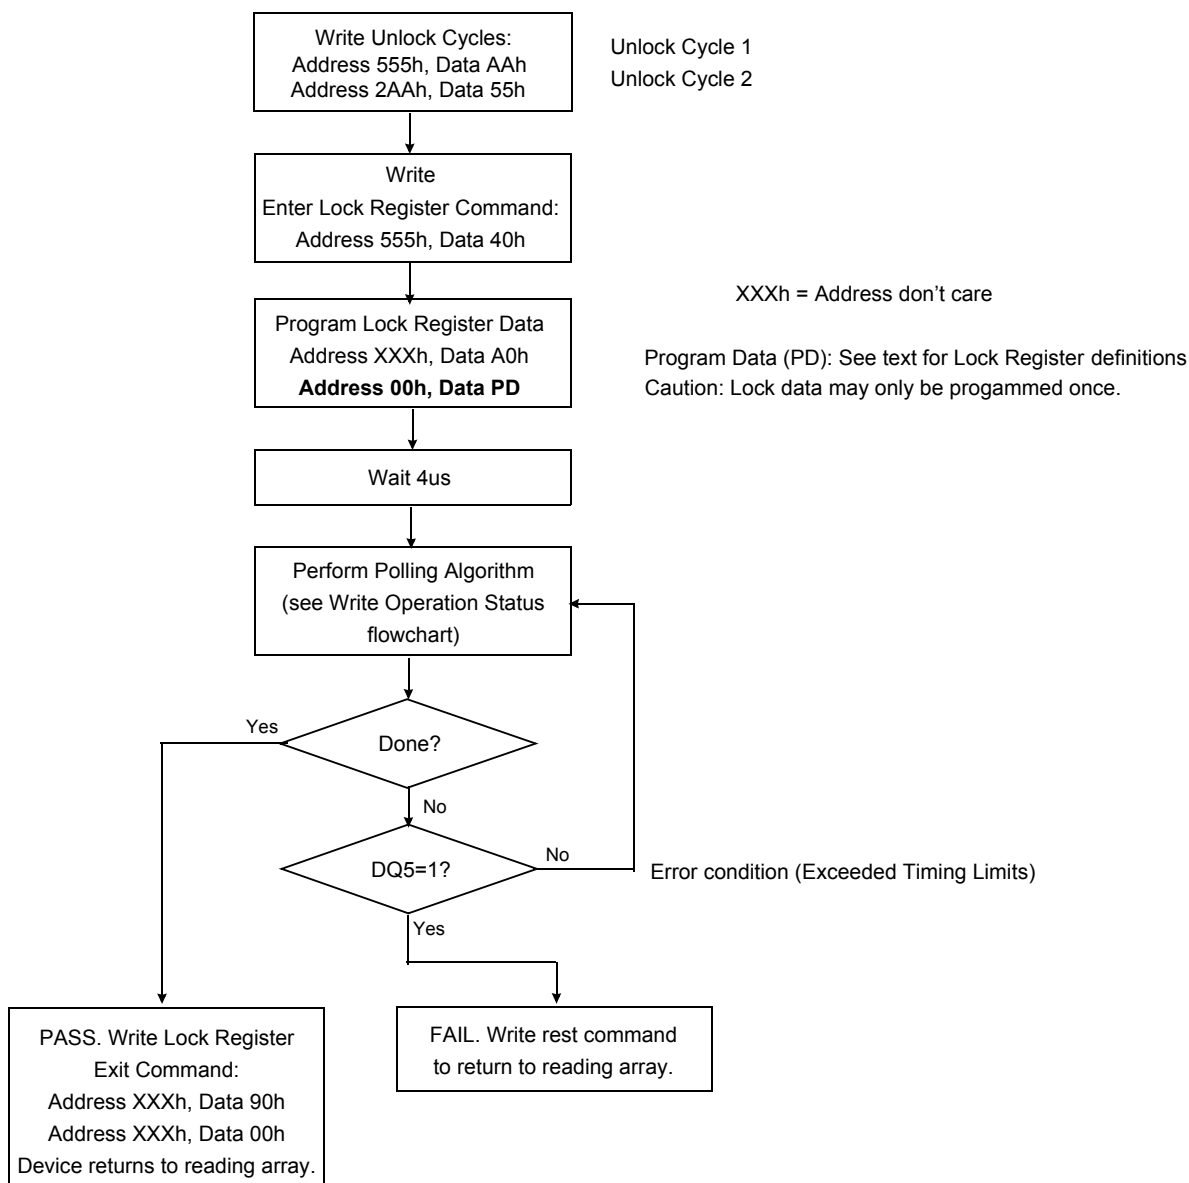 Write Unlock Cycles:
Address 555h, Data AAh
Address 2AAh, Data 55h
Unlock Cycle 1
Unlock Cycle 2
Write
Enter Lock Register Command:
Address 555h, Data 40h
XXXh = Address don't care
Program Lock Register Data
Address XXXh, Data A0h
Address 00h, Data PD
Program Data (PD): See text for Lock Register definitions
Caution: Lock data may only be progammed once.
Wait 4us
Perform Polling Algorithm
(see Write Operation Status
flowchart)
Yes
Done?
No
DQ5=1?
No
Error condition (Exceeded Timing Limits)
Yes
PASS. Write Lock Register
Exit Command:
Address XXXh, Data 90h
Address XXXh, Data 00h
Device returns to reading array.
FAIL. Write rest command
to return to reading array.